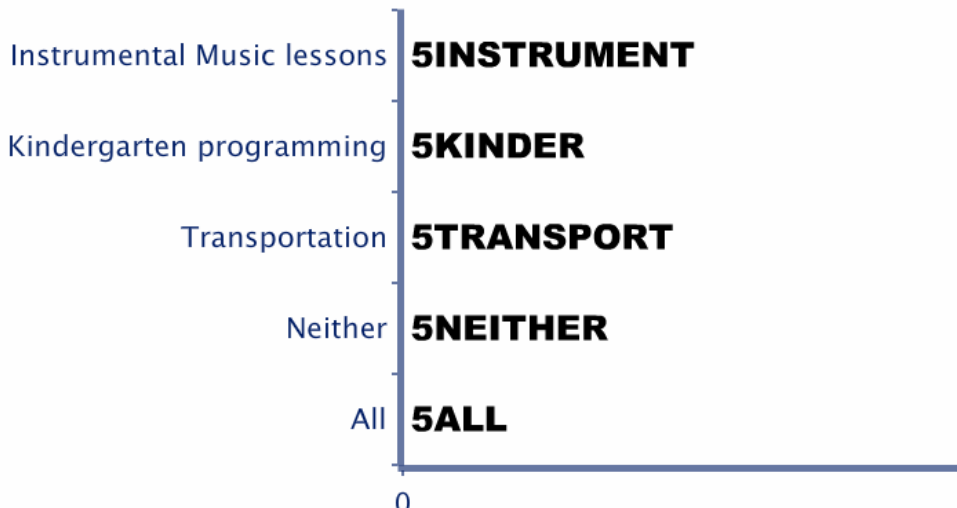 Instrumental Music lessons 5INSTRUMENT
Kindergarten programming 5KINDER
Transportation 5TRANSPORT
Neither 5NEITHER
All 5ALL
0